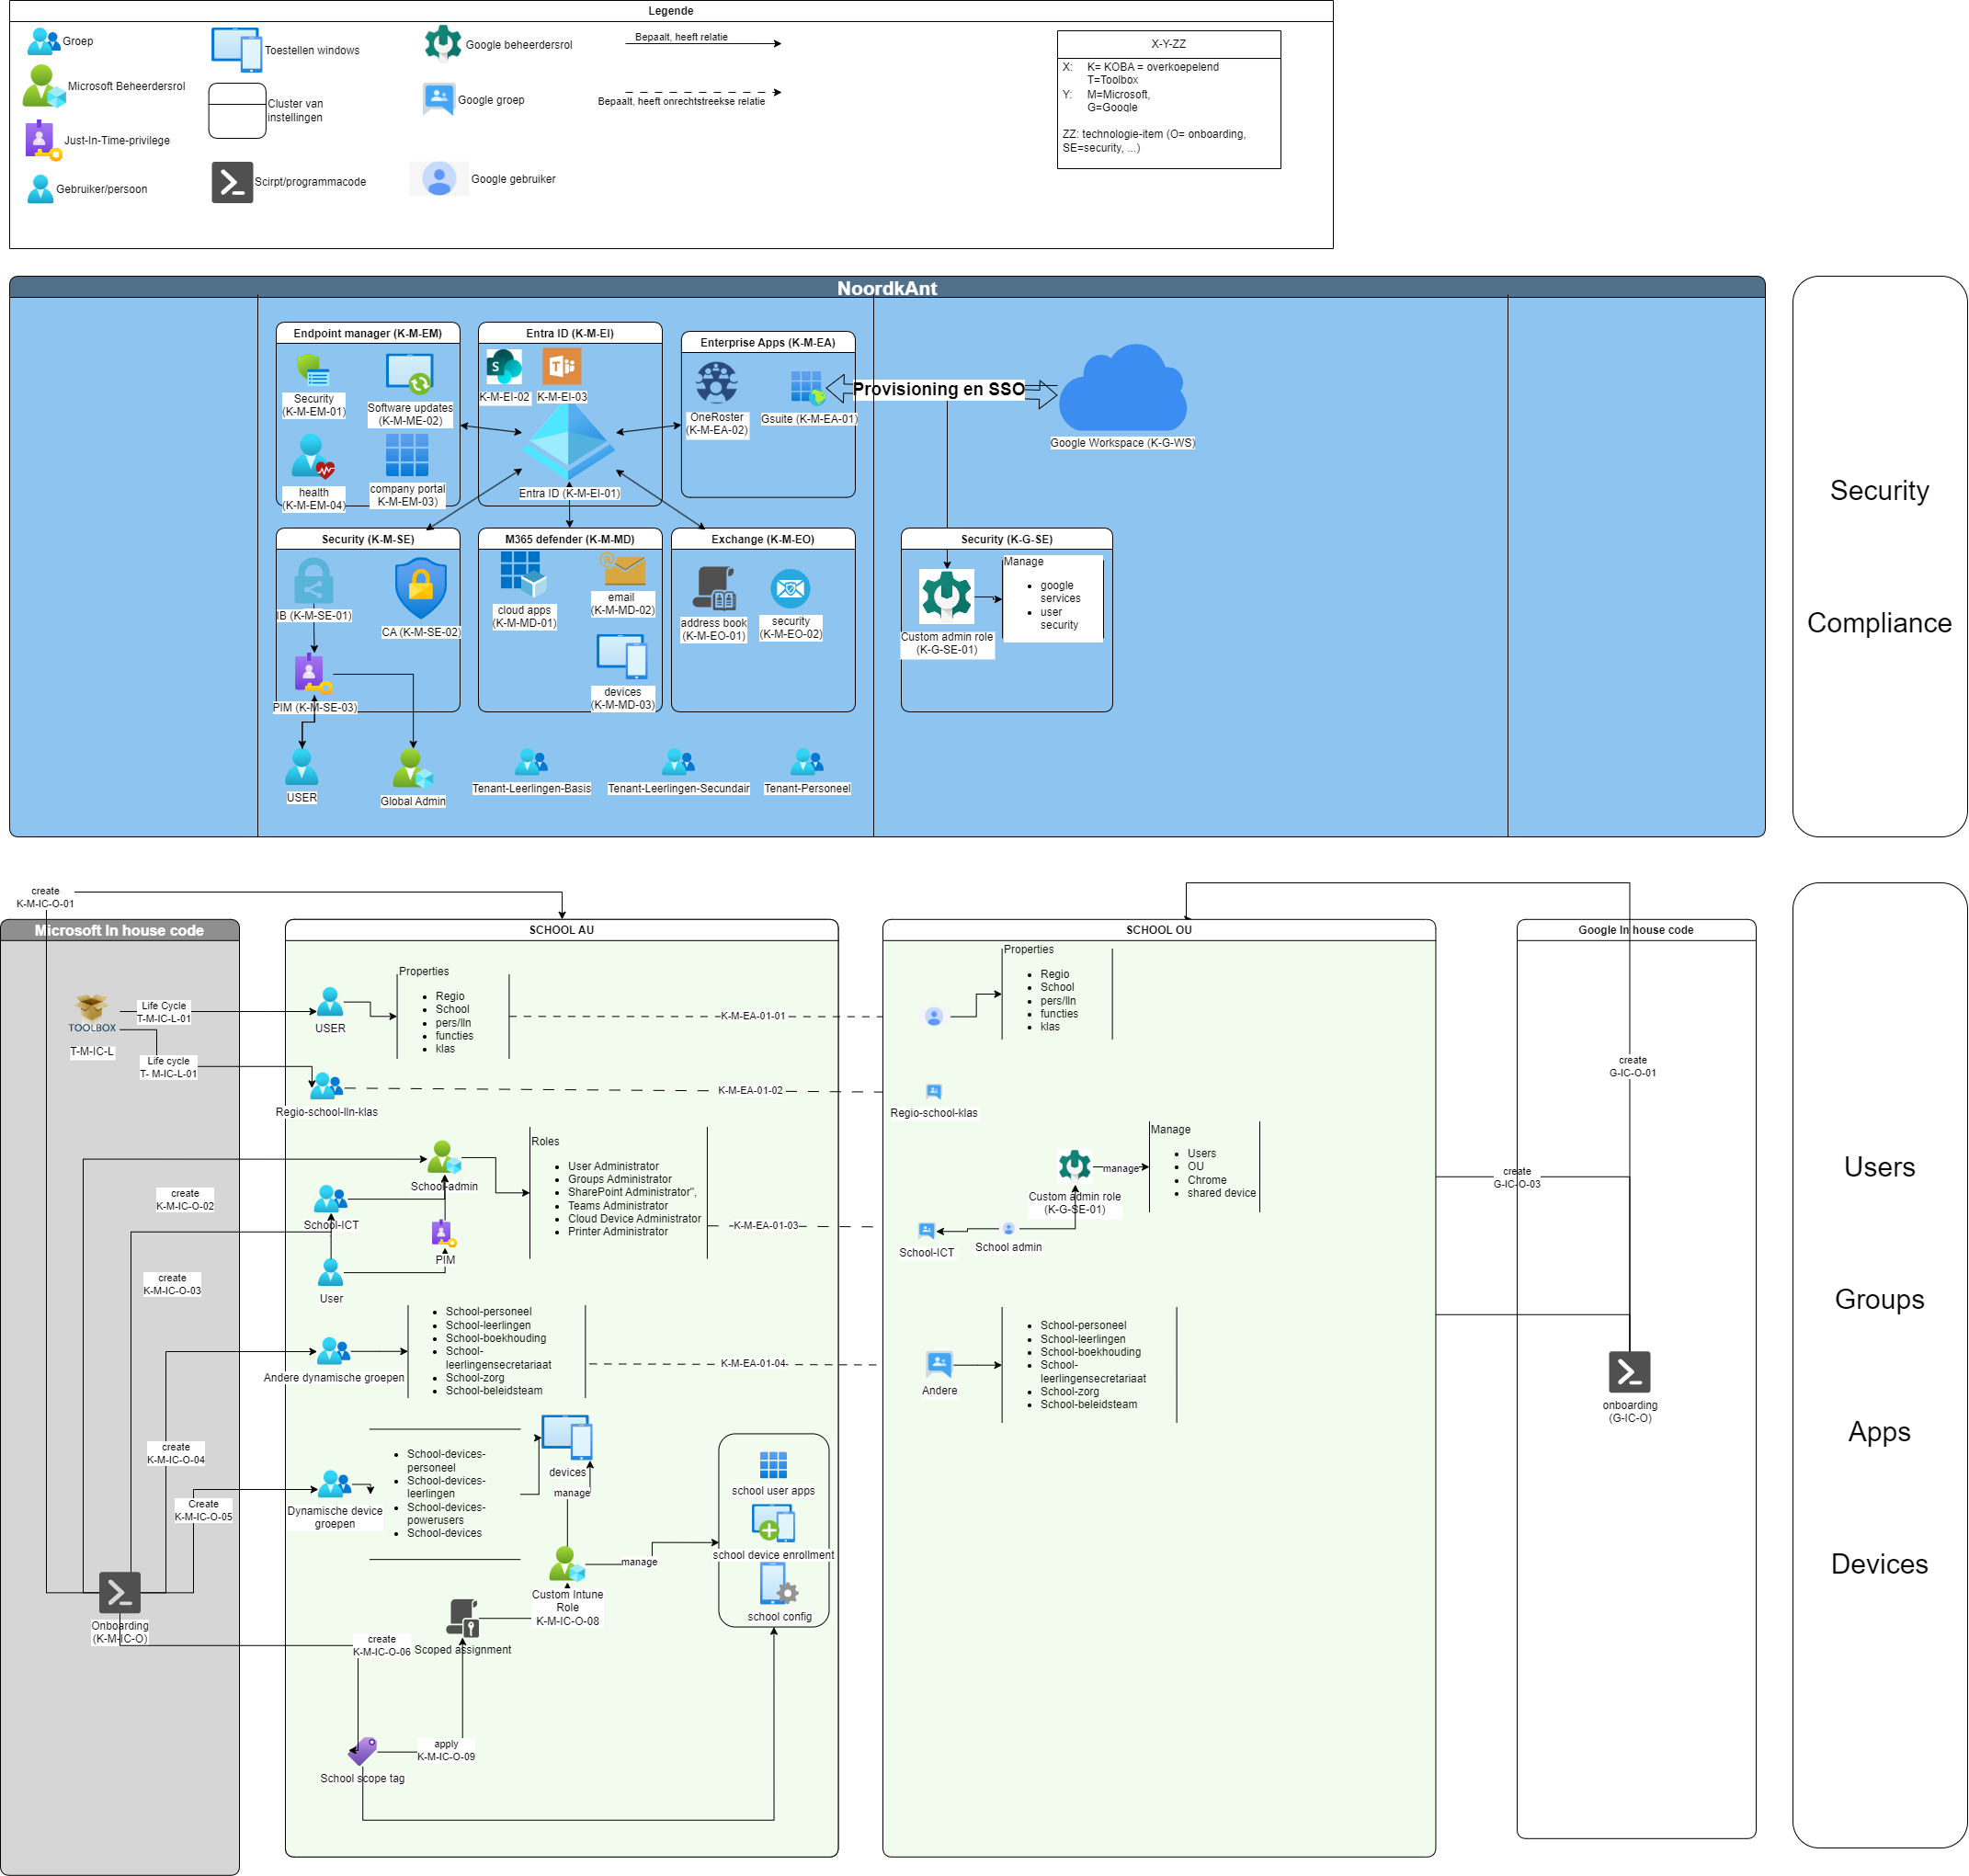 Legende
Groep
Microsoft Beheerdersrol
Just-In-Time-privilege
Gebruiker/persoon
Toestellen windows
Cluster van
instellingen
Scirpt/programmacode
Google beheerdersrol
Google groep
Google gebruiker
Bepaalt, heeft relatie
Bepaalt, heeft onrechtstreekse relatie
X-Y-ZZ
X: K= KOBA = overkoepelend
T=Toolbox
Y: M=Microsoft,
G=Google
ZZ: technologie-item (O= onboarding,
SE=security, ...)
NoordkAnt
Endpoint manager (K-M-EM)
Security
(K-M-EM-01)
Software updates
(K-M-ME-02)
health
(K-M-EM-04)
company portal
K-M-EM-03)
Entra ID (K-M-EI)
K-M-EI-02
K-M-EI-03
Entra ID (K-M-EI-01)
Enterprise Apps (K-M-EA)
OneRoster
(K-M-EA-02)
Gsuite (K-M-EA-01)
Provisioning en SSO
Google Workspace (K-G-WS)
Security (K-M-SE)
IB (K-M-SE-01)
CA (K-M-SE-02)
PIM (K-M-SE-03)
USER
Global Admin
M365 defender (K-M-MD)
cloud apps
(K-M-MD-01)
email
(K-M-MD-02)
devices
(K-M-MD-03)
Exchange (K-M-EO)
address book
(K-M-EO-01)
security
(K-M-EO-02)
Security (K-G-SE)
Custom admin role
(K-G-SE-01)
Manage
google
services
user
security
Tenant-Leerlingen-Basis
Tenant-Leerlingen-Secundair
Tenant-Personeel
Security
Compliance
create
K-M-IC-O-01
Microsoft In house code
TOOLBOX
T-M-IC-L
Life Cycle
T-M-IC-L-01
Life cycle
T- M-IC-L-01
create
K-M-IC-O-02
create
K-M-IC-O-03
create
K-M-IC-O-04
Create
K-M-IC-O-05
Onboarding
(K-M-IC-O)
create
K-M-IC-O-06
SCHOOL AU
USER
Properties
Regio
School
pers/lln
functies
klas
Regio-school-lln-klas
School-admin
School-ICT
PIM
User
Roles
User Administrator
Groups Administrator
SharePoint Administrator",
Teams Administrator
Cloud Device Administrator
Printer Administrator
Andere dynamische groepen
School-personeel
School-leerlingen
School-boekhouding
School-
leerlingensecretariaat
School-zorg
School-beleidsteam
Dynamische device
groepen
School-devices-
personeel
School-devices-
leerlingen
School-devices-
powerusers
School-devices
devices
manage
Custom Intune
Role
K-M-IC-O-08
manage
school user apps
school device enrollment
school config
Scoped assignment
apply
K-M-IC-O-09
School scope tag
K-M-EA-01-01
K-M-EA-01-02
K-M-EA-01-03
K-M-EA-01-04
SCHOOL OU
Properties
Regio
School
pers/lln
functies
klas
Regio-school-klas
Custom admin role
(K-G-SE-01)
manage
Manage
Users
OU
Chrome
shared device
School-ICT
School admin
Andere
School-personeel
School-leerlingen
School-boekhouding
School-
leerlingensecretariaat
School-zorg
School-beleidsteam
Google In house code
create
G-IC-O-01
create
G-IC-O-03
onboarding
(G-IC-O)
Users
Groups
Apps
Devices